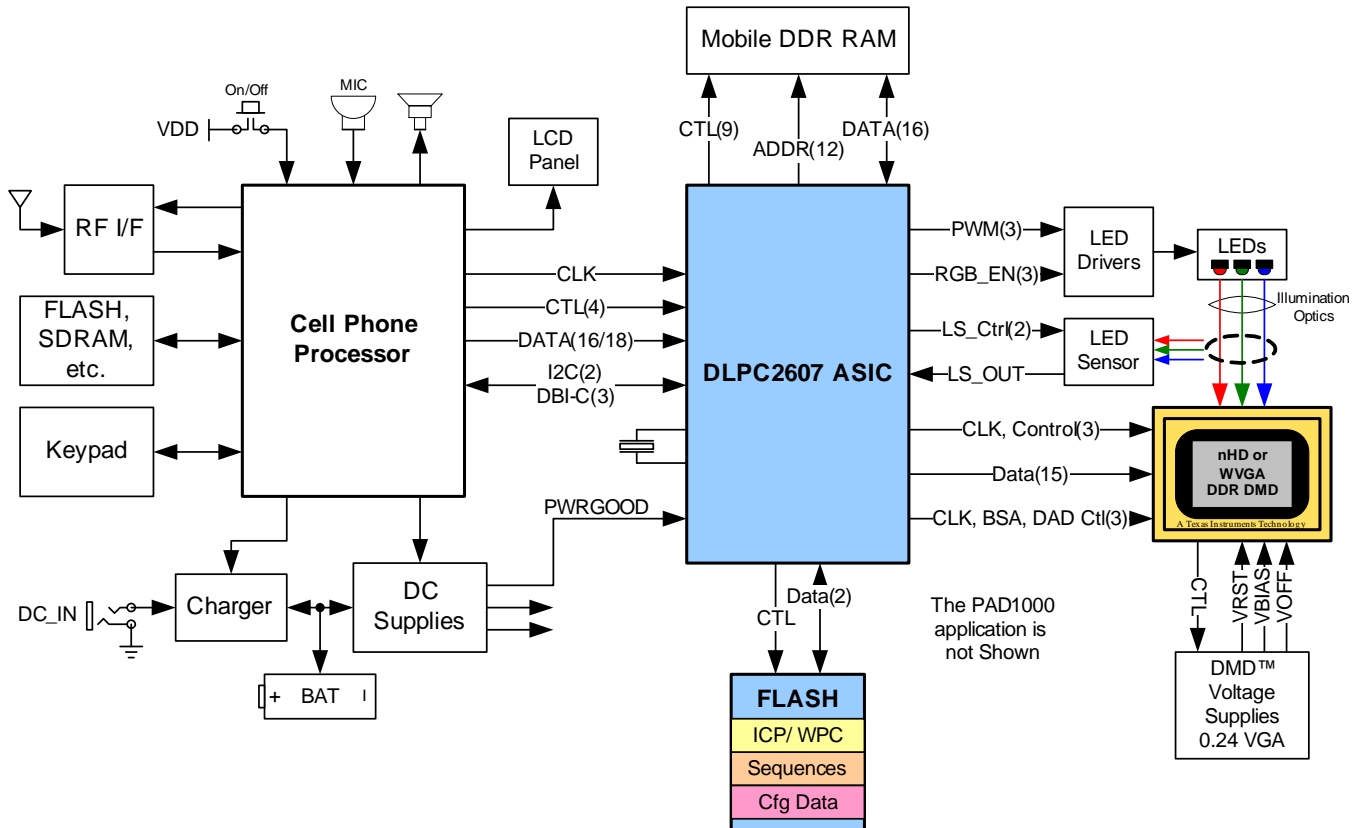 Mobile DDR RAM
On/Off
MIC
VDD
CTL(9)
ADDR(12)
DATA(16)
LCD
Panel
RF I/F
FLASH,
SDRAM,
etc.
Keypad
Cell Phone
Processor
CLK
CTL(4)
DATA(16/18)
I2C(2)
DBI-C(3)
PWRGOOD
DLPC2607 ASIC
PWM(3)
RGB_EN(3)
LS_Ctrl(2)
LS_OUT
CLK, Control(3)
Data(15)
CLK, BSA, DAD Ctl(3)
LED
Drivers
LEDs
Illumination
Optics
LED
Sensor
nHD or
WVGA
DDR DMD
A Texas Instruments Technology
DC_IN
Charger
DC
Supplies
+ BAT I
CTL
Data(2)
The PAD1000
application is
not Shown
CTL
VRST
VBIAS
VOFF
DMD™
Voltage
Supplies
0.24 VGA
FLASH
ICP/ WPC
Sequences
Cfg Data